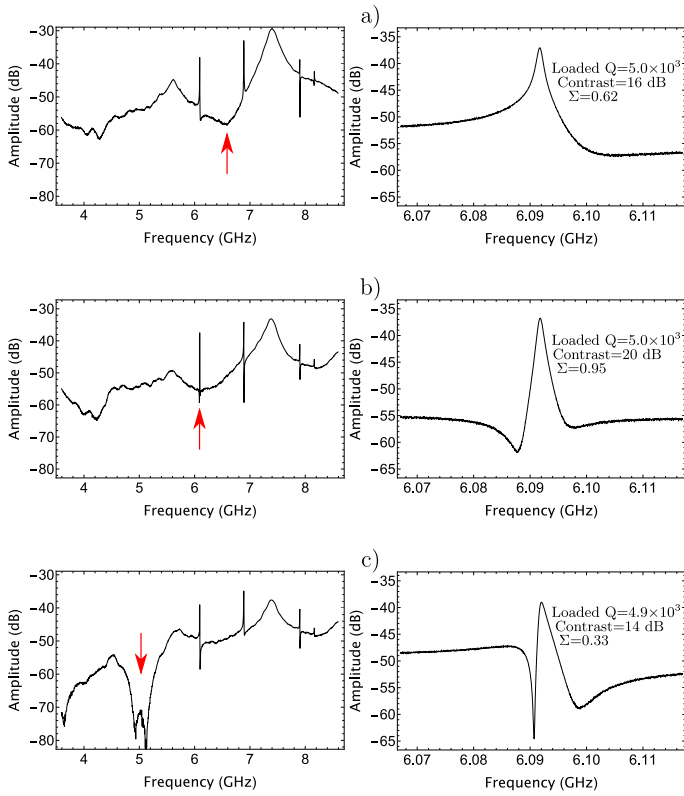 a)
−30
−40
−50
−60
−70
−80
Amplitude (dB)
4 5 6 7 8
Frequency (GHz)
−35
−40
−45
−50
−55
−60
−65
Amplitude (dB)
6.07 6.08 6.09 6.10 6.11
Frequency (GHz)
Loaded Q=5.0×10³
Contrast=16 dB
Σ=0.62
b)
−30
−40
−50
−60
−70
−80
Amplitude (dB)
4 5 6 7 8
Frequency (GHz)
−35
−40
−45
−50
−55
−60
−65
Amplitude (dB)
6.07 6.08 6.09 6.10 6.11
Frequency (GHz)
Loaded Q=5.0×10³
Contrast=20 dB
Σ=0.95
c)
−30
−40
−50
−60
−70
−80
Amplitude (dB)
4 5 6 7 8
Frequency (GHz)
−35
−40
−45
−50
−55
−60
−65
Amplitude (dB)
6.07 6.08 6.09 6.10 6.11
Frequency (GHz)
Loaded Q=4.9×10³
Contrast=14 dB
Σ=0.33